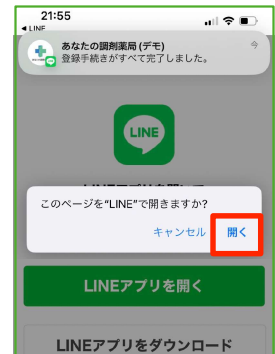 21:55
◀ LINE
あなたの調剤薬局 (デモ)
登録手続きがすべて完了しました。
LINE
このページを"LINE"で開きますか?
キャンセル
開く
LINEアプリを開く
LINEアプリをダウンロード